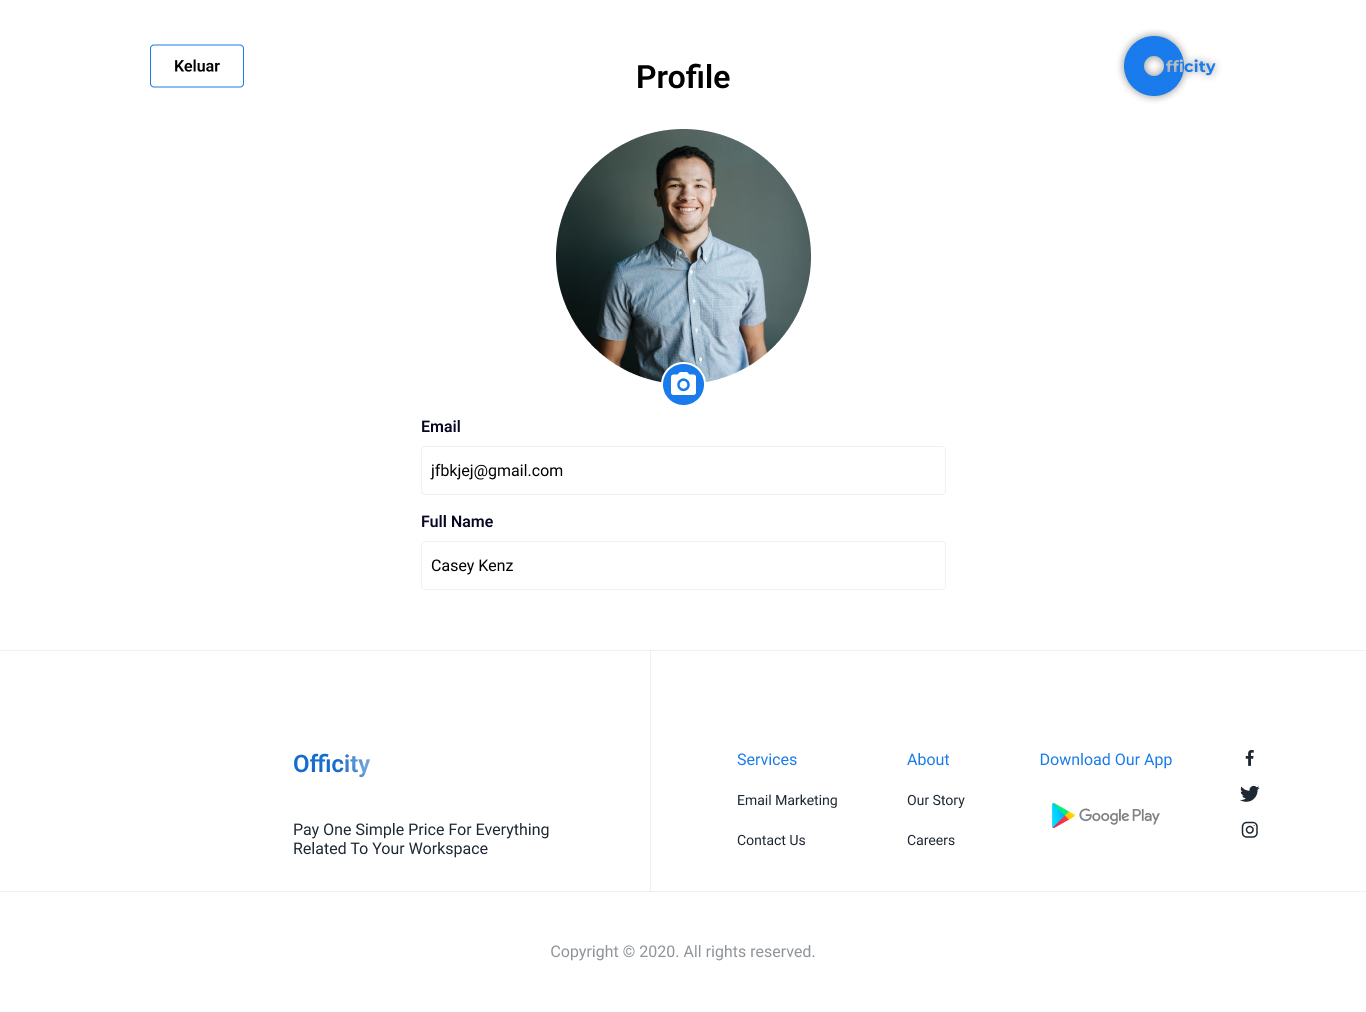 Keluar
Profile
Officity
Email
jfbkjej@gmail.com
Full Name
Casey Kenz
Officity
Pay One Simple Price For Everything
Related To Your Workspace
Services
Email Marketing
Contact Us
About
Our Story
Careers
Download Our App
Google Play
Copyright © 2020. All rights reserved.